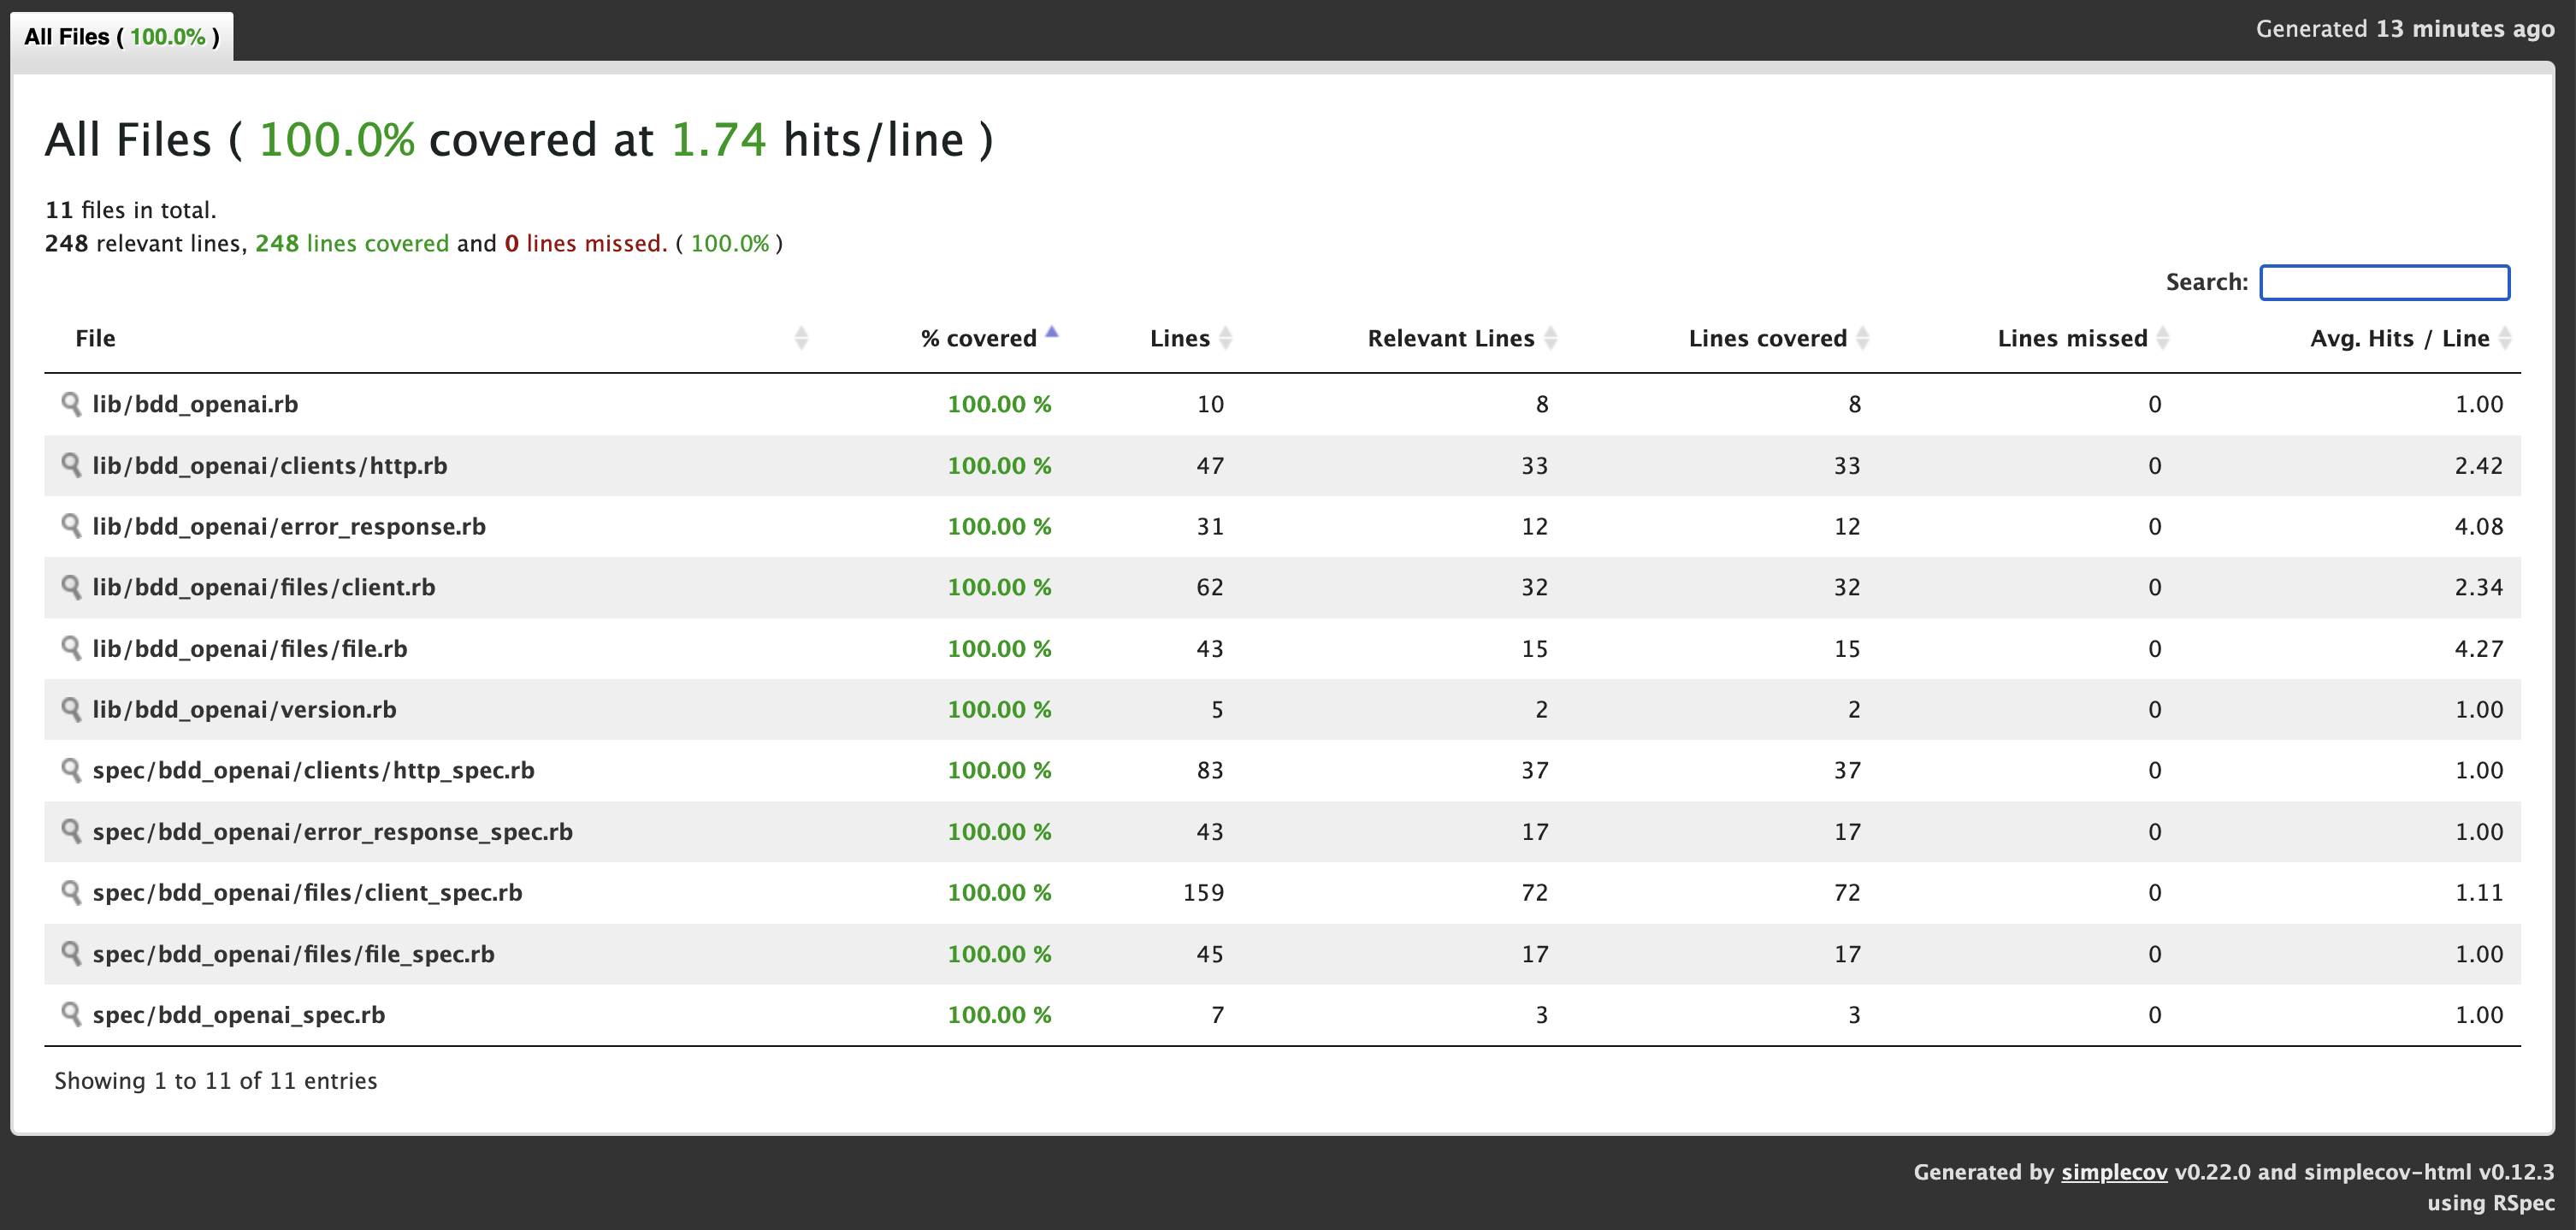 All Files ( 100.0% )
Generated 13 minutes ago
All Files ( 100.0% covered at 1.74 hits/line )
11 files in total.
248 relevant lines, 248 lines covered and 0 lines missed. ( 100.0% )
Search:
File % covered Lines Relevant Lines Lines covered Lines missed Avg. Hits / Line
lib/bdd_openai.rb 100.00 % 10 8 8 0 1.00
lib/bdd_openai/clients/http.rb 100.00 % 47 33 33 0 2.42
lib/bdd_openai/error_response.rb 100.00 % 31 12 12 0 4.08
lib/bdd_openai/files/client.rb 100.00 % 62 32 32 0 2.34
lib/bdd_openai/files/file.rb 100.00 % 43 15 15 0 4.27
lib/bdd_openai/version.rb 100.00 % 5 2 2 0 1.00
spec/bdd_openai/clients/http_spec.rb 100.00 % 83 37 37 0 1.00
spec/bdd_openai/error_response_spec.rb 100.00 % 43 17 17 0 1.00
spec/bdd_openai/files/client_spec.rb 100.00 % 159 72 72 0 1.11
spec/bdd_openai/files/file_spec.rb 100.00 % 45 17 17 0 1.00
spec/bdd_openai_spec.rb 100.00 % 7 3 3 0 1.00
Showing 1 to 11 of 11 entries
Generated by simplecov v0.22.0 and simplecov-html v0.12.3
using RSpec